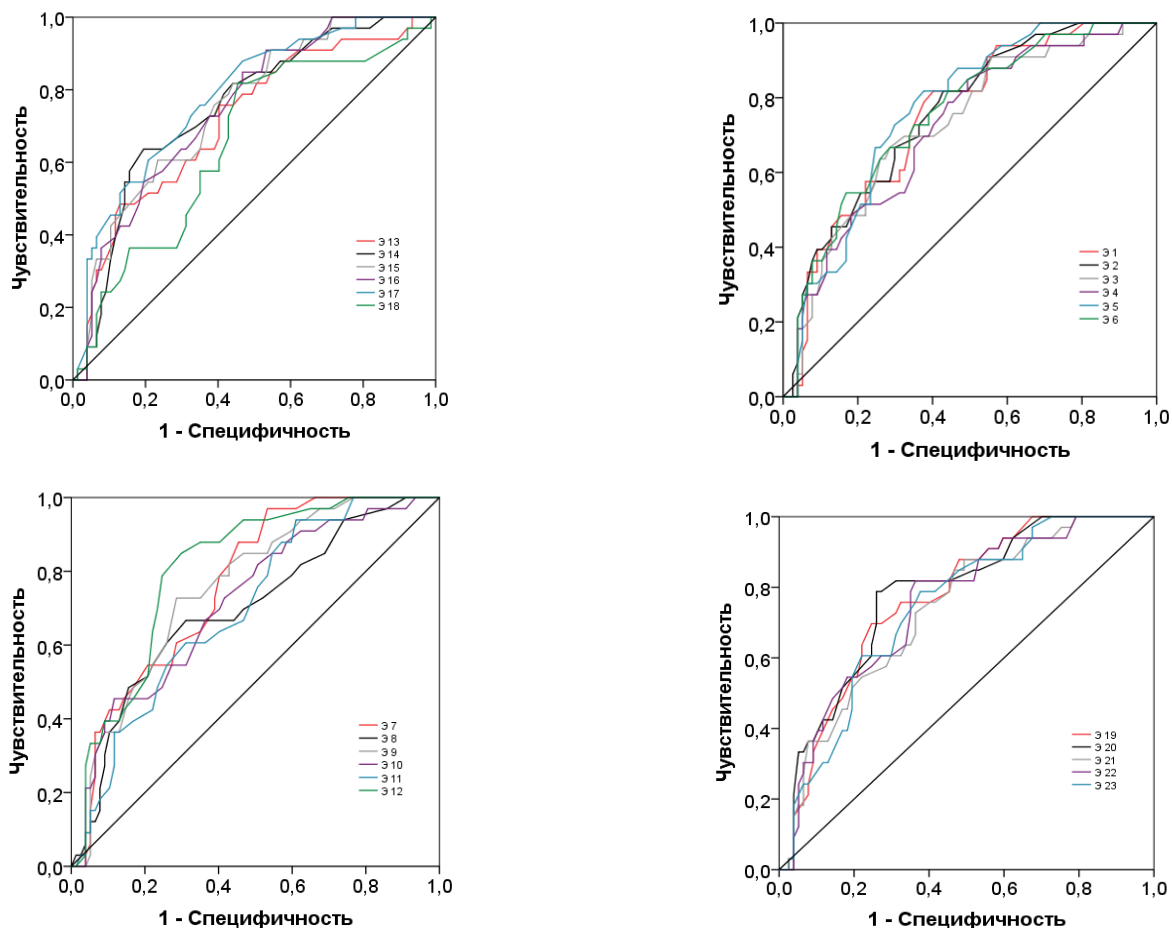 Чувствительность
1,0
0,8
0,6
0,4
0,2
0,0
Э 13
Э 14
Э 15
Э 16
Э 17
Э 18
0,0 0,2 0,4 0,6 0,8 1,0
1 - Специфичность
Чувствительность
1,0
0,8
0,6
0,4
0,2
0,0
Э 1
Э 2
Э 3
Э 4
Э 5
Э 6
0,0 0,2 0,4 0,6 0,8 1,0
1 - Специфичность
Чувствительность
1,0
0,8
0,6
0,4
0,2
0,0
Э 7
Э 8
Э 9
Э 10
Э 11
Э 12
0,0 0,2 0,4 0,6 0,8 1,0
1 - Специфичность
Чувствительность
1,0
0,8
0,6
0,4
0,2
0,0
Э 19
Э 20
Э 21
Э 22
Э 23
0,0 0,2 0,4 0,6 0,8 1,0
1 - Специфичность